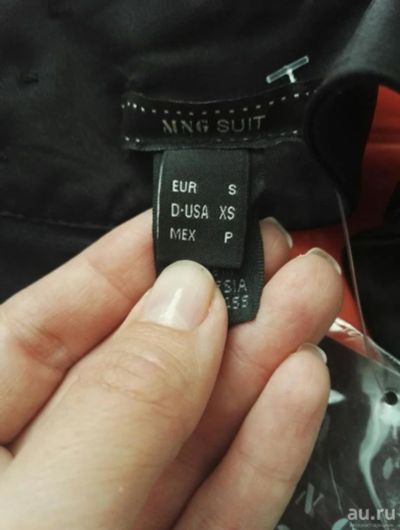 MNG SUIT
EUR S
D-USA XS
MEX P
au.ru